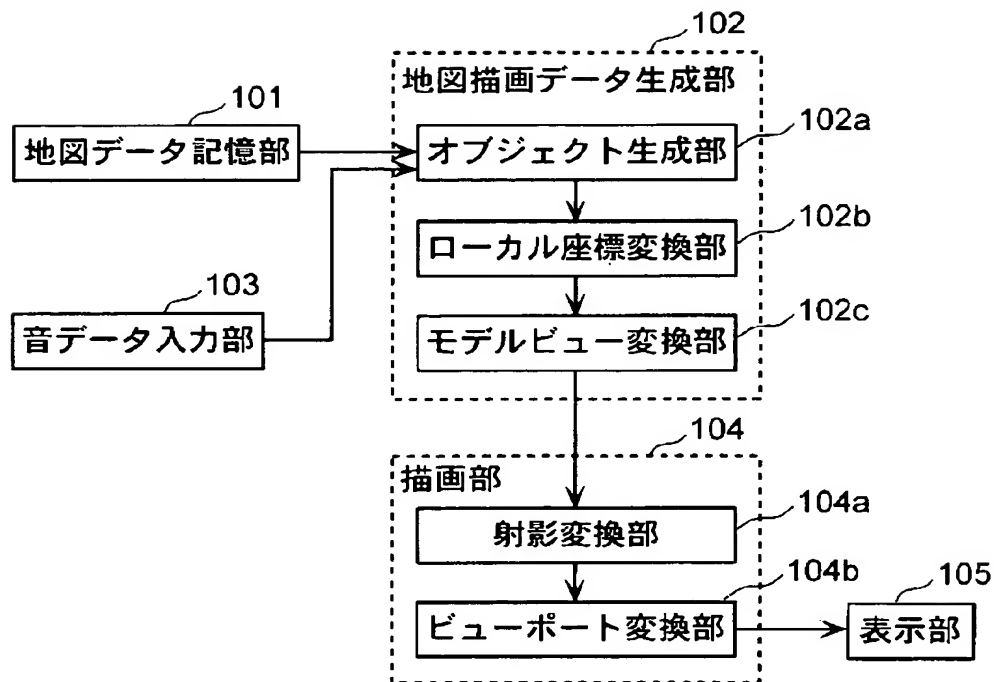 102
地図描画データ生成部
101
地図データ記憶部
102a
オブジェクト生成部
102b
ローカル座標変換部
103
音データ入力部
102c
モデルビュー変換部
104
描画部
104a
射影変換部
104b
ビューポート変換部
105
表示部